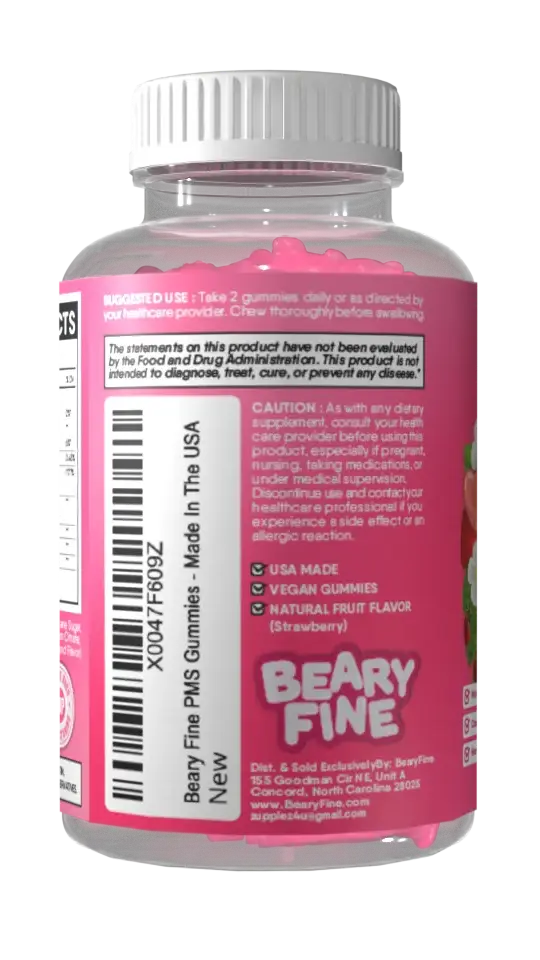 SUGGESTED USE : Take 2 gummies daily or as directed by
your healthcare provider. Chew thoroughly before swallowing.
The statements on this product have not been evaluated
by the Food and Drug Administration. This product is not
intended to diagnose, treat, cure, or prevent any disease.*
CTS
CAUTION : As with any dietary
supplement, consult your health
care provider before using this
product, especially if pregnant,
nursing, taking medications, or
under medical supervision.
Discontinue use and contact your
healthcare professional if you
experience a side effect or an
allergic reaction.
USA MADE
VEGAN GUMMIES
NATURAL FRUIT FLAVOR
(Strawberry)
BEARY
FINE
Dist. & Sold Exclusively By: BearyFine
155 Goodman Cir NE, Unit A
Concord, North Carolina 28025
www.BearyFine.com
zupplez4u@gmail.com
X0047F609Z
Beary Fine PMS Gummies - Made In The USA
New